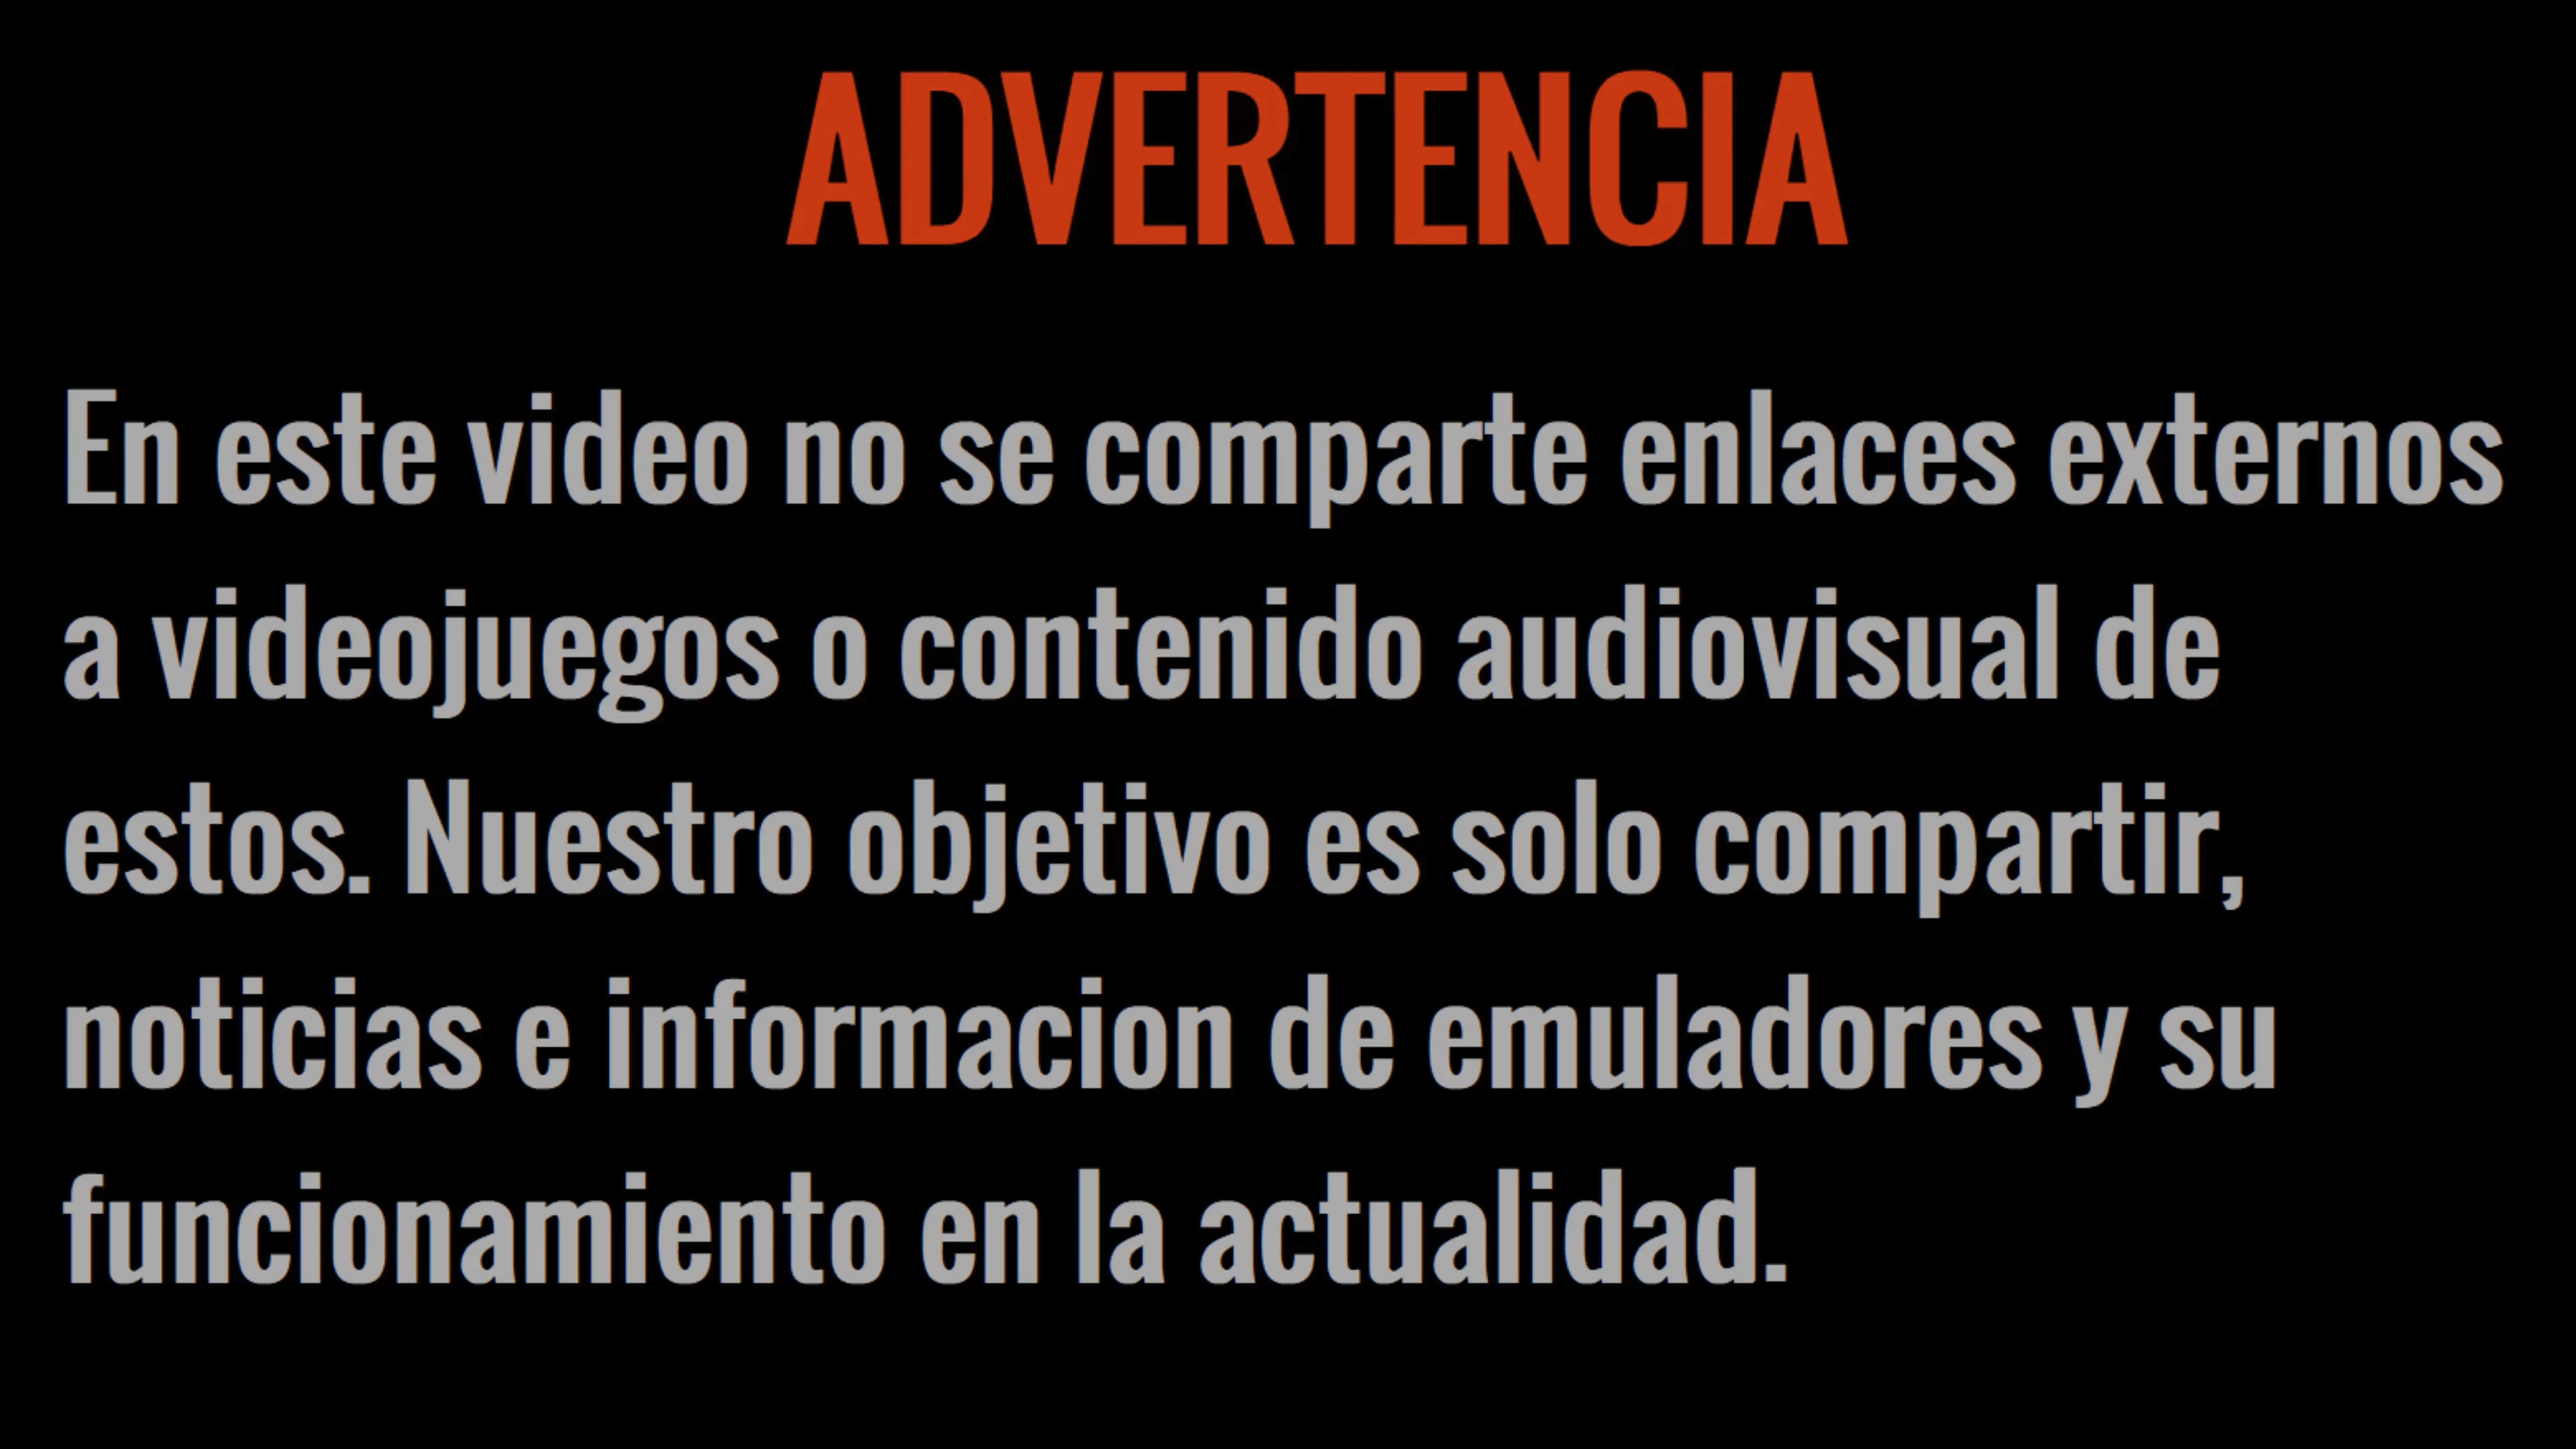 ADVERTENCIA
En este video no se comparte enlaces externos
a videojuegos o contenido audiovisual de
estos. Nuestro objetivo es solo compartir,
noticias e informacion de emuladores y su
funcionamiento en la actualidad.